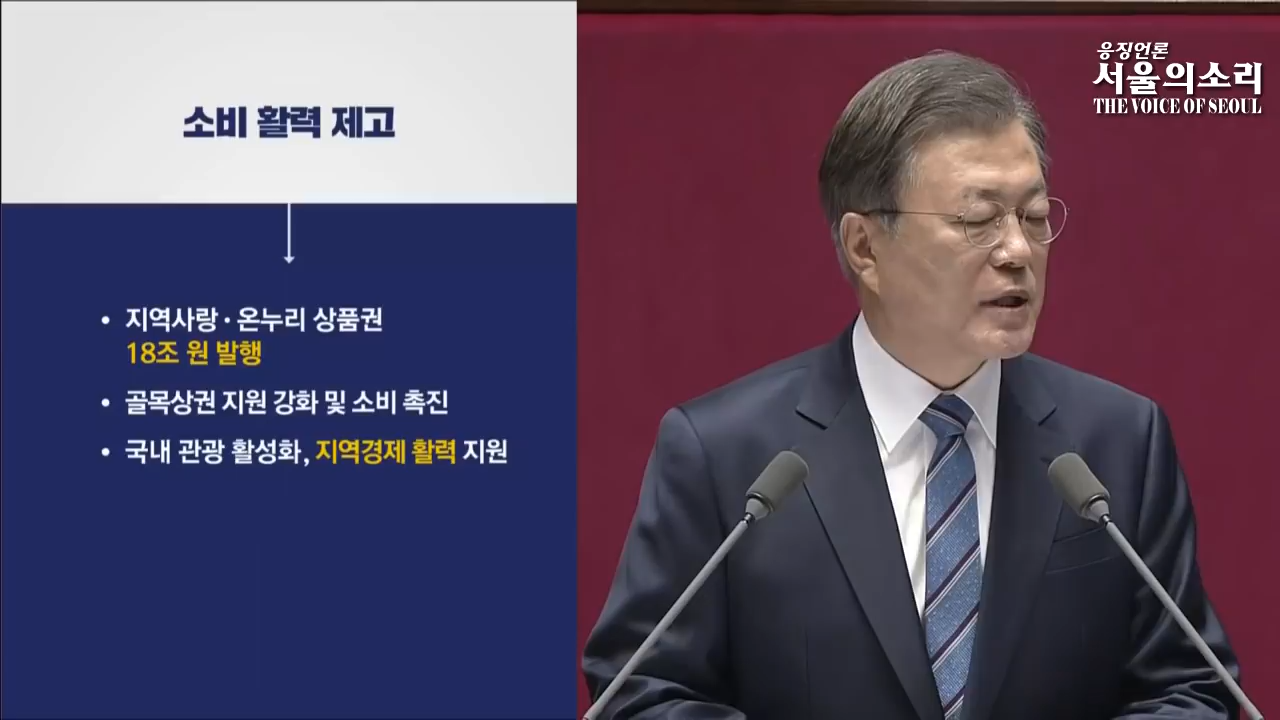 소비 활력 제고
• 지역사랑·온누리 상품권
18조 원 발행
• 골목상권 지원 강화 및 소비 촉진
• 국내 관광 활성화, 지역경제 활력 지원
응징언론
서울의소리
THE VOICE OF SEOUL